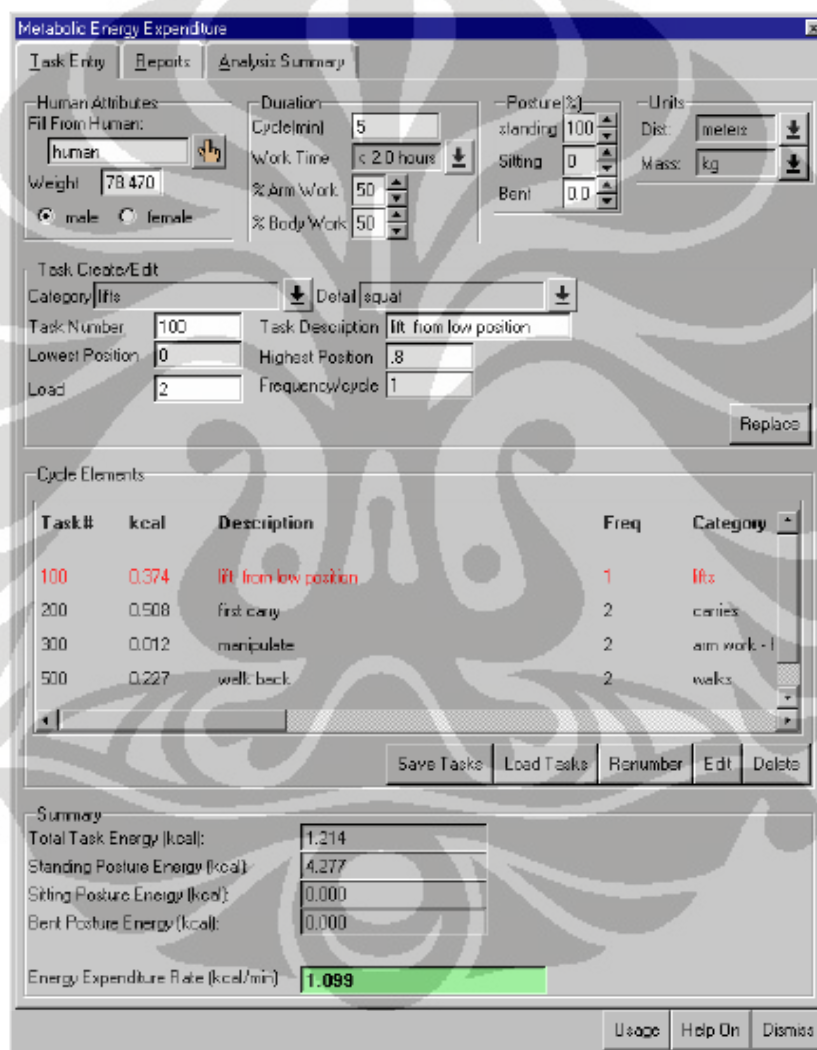 Metabolic Energy Expenditure
Task Entry Reports Analysis Summary
Human Attributes Duration Posture(%) Units
Fill From Human: Cycle(min) 5 standing 100 Dist: meters
human Work Time < 2.0 hours Sitting 0 Mass: kg
Weight 78.470 % Arm Work 50 Bent 0.0
male female % Body Work 50
Task Create/Edit
Category lifts Detail squat
Task Number 100 Task Description lift from low position
Lowest Position 0 Highest Position .8
Load 2 Frequency/cycle 1
Replace
Cycle Elements
Task# kcal Description Freq Category
100 0.374 lift from low position 1 lifts
200 0.508 first carry 2 carries
300 0.012 manipulate 2 arm work -
500 0.227 walk back 2 walks
Save Tasks Load Tasks Renumber Edit Delete
Summary
Total Task Energy (kcal): 1.214
Standing Posture Energy (kcal): 4.277
Sitting Posture Energy (kcal): 0.000
Bent Posture Energy (kcal): 0.000
Energy Expenditure Rate (kcal/min) 1.099
Usage Help On Dismiss